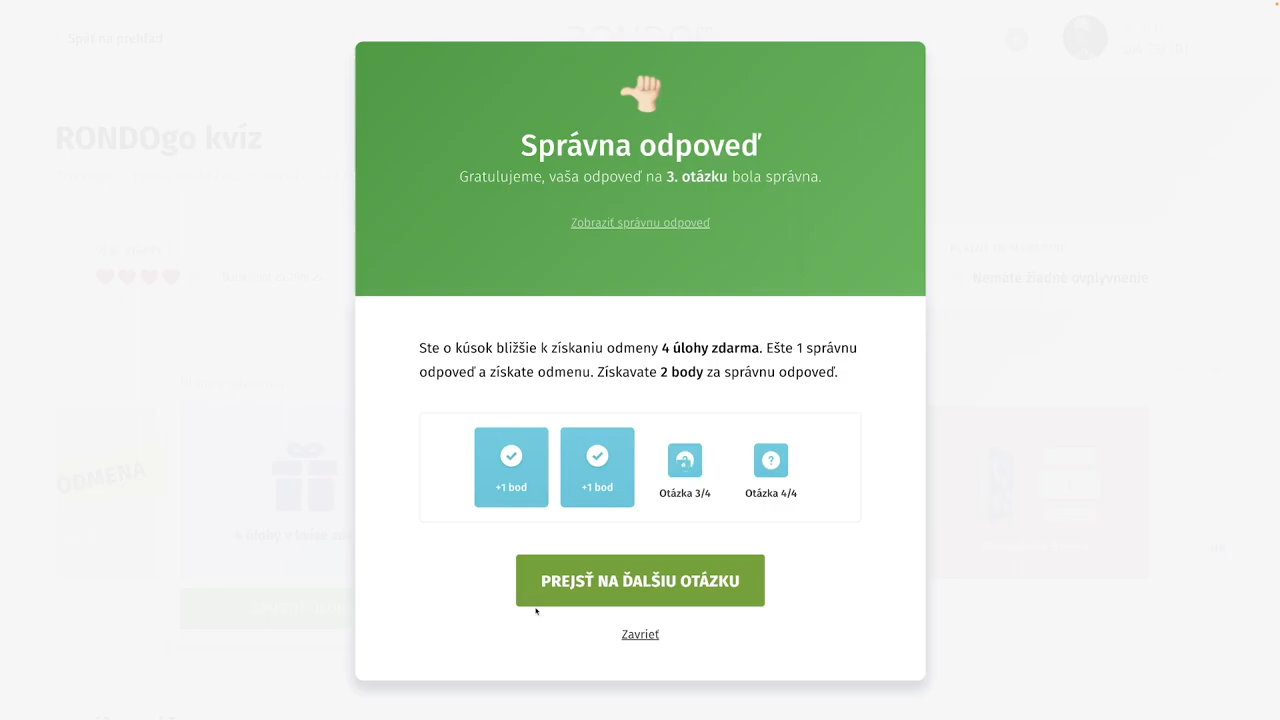 Späť na prehľad
RONDOgo kvíz
Správna odpoveď
Gratulujeme, vaša odpoveď na 3. otázku bola správna.
Zobraziť správnu odpoveď
Nemáte žiadne ovplyvnenie
Ste o kúsok bližšie k získaniu odmeny 4 úlohy zdarma. Ešte 1 správnu
odpoveď a získate odmenu. Získavate 2 body za správnu odpoveď.
ODMENA
+1 bod
+1 bod
Otázka 3/4
Otázka 4/4
PREJSŤ NA ĎALŠIU OTÁZKU
Zavrieť